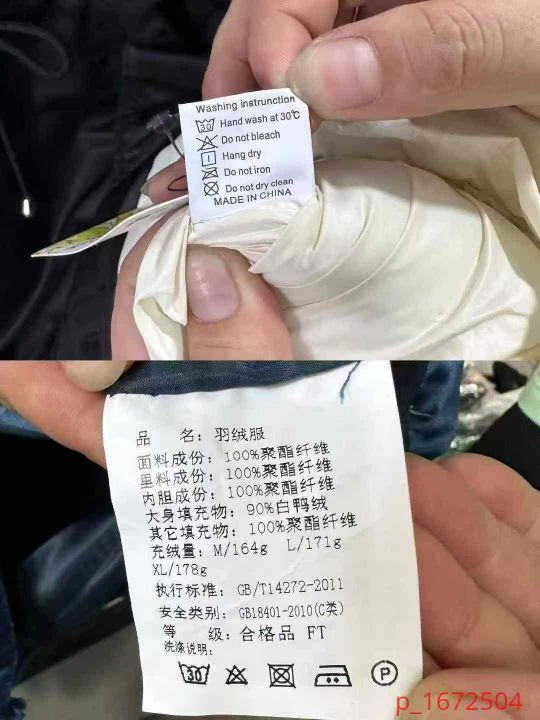 Washing instrunction
30 Hand wash at 30℃
Do not bleach
Hang dry
Do not iron
Do not dry clean
MADE IN CHINA
品 名：羽绒服
面料成份：100%聚酯纤维
里料成份：100%聚酯纤维
内胆成份：100%聚酯纤维
大身填充物：90%白鸭绒
其它填充物：100%聚酯纤维
充绒量：M/164g L/171g
XL/178g
执行标准：GB/T14272-2011
安全类别：GB18401-2010(C类)
等 级：合格品 FT
洗涤说明：
30 P
p_1672504